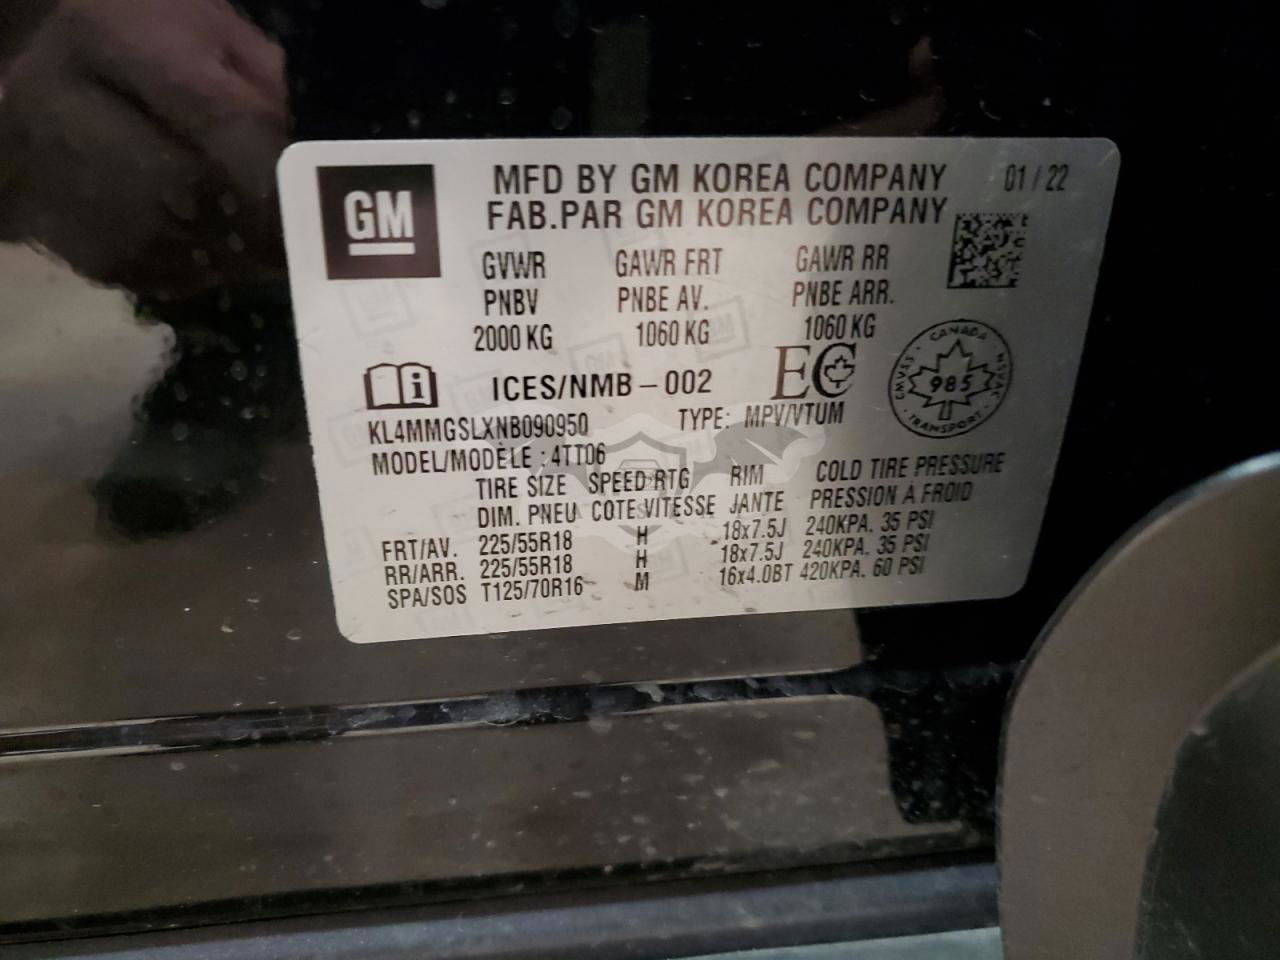 GM
MFD BY GM KOREA COMPANY 01 / 22
FAB.PAR GM KOREA COMPANY
GVWR GAWR FRT GAWR RR
PNBV PNBE AV. PNBE ARR.
2000 KG 1060 KG 1060 KG
ICES/NMB – 002 EC
CANADA CMVSS NSVAC 985 TRANSPORT
KL4MMGSLXNB090950 TYPE: MPV/VTUM
MODEL/MODÈLE : 4TT06
TIRE SIZE SPEED RTG RIM COLD TIRE PRESSURE
DIM. PNEU COTE VITESSE JANTE PRESSION À FROID
FRT/AV. 225/55R18 H 18x7.5J 240KPA. 35 PSI
RR/ARR. 225/55R18 H 18x7.5J 240KPA. 35 PSI
SPA/SOS T125/70R16 M 16x4.0BT 420KPA. 60 PSI